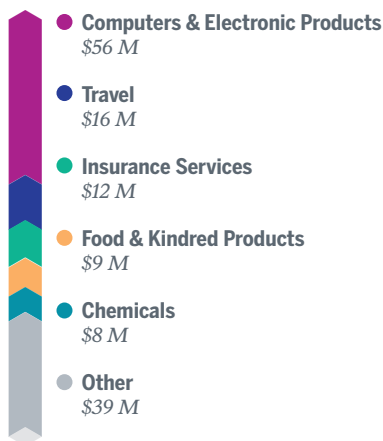 Computers & Electronic Products
$56 M
Travel
$16 M
Insurance Services
$12 M
Food & Kindred Products
$9 M
Chemicals
$8 M
Other
$39 M